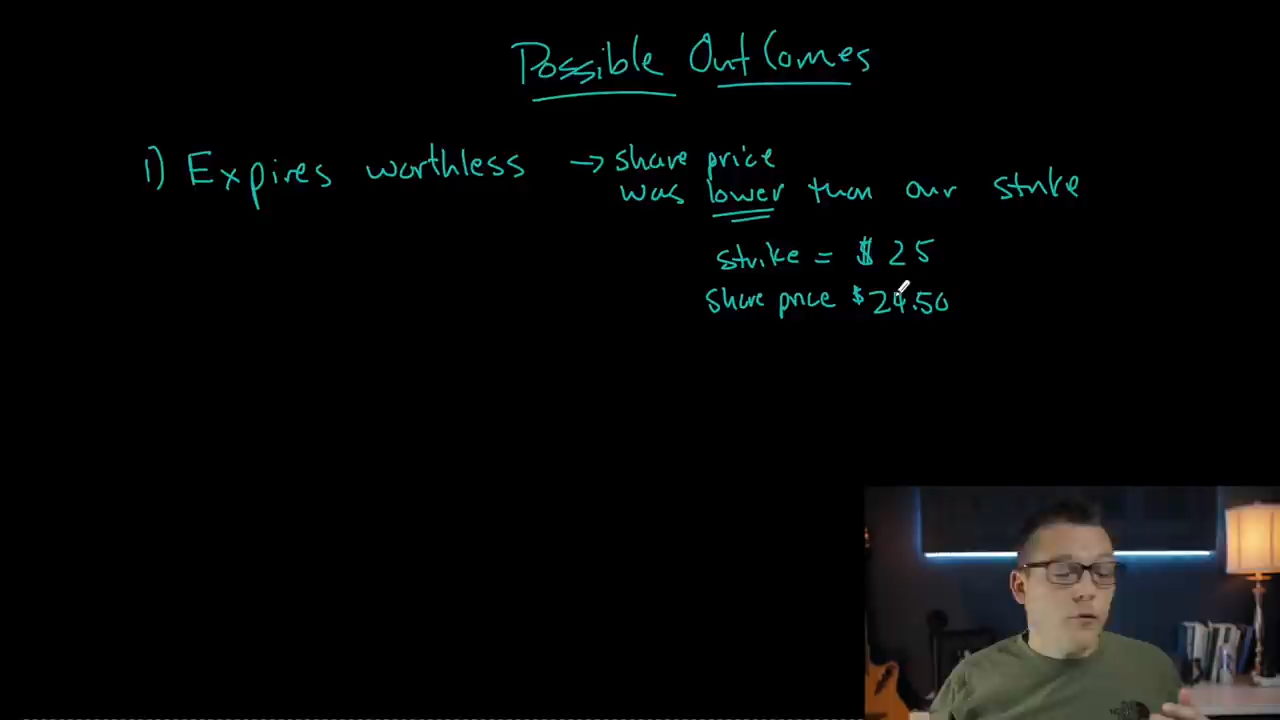 Possible Outcomes
1) Expires worthless → share price
was lower than our strike
strike = $25
share price $24.50